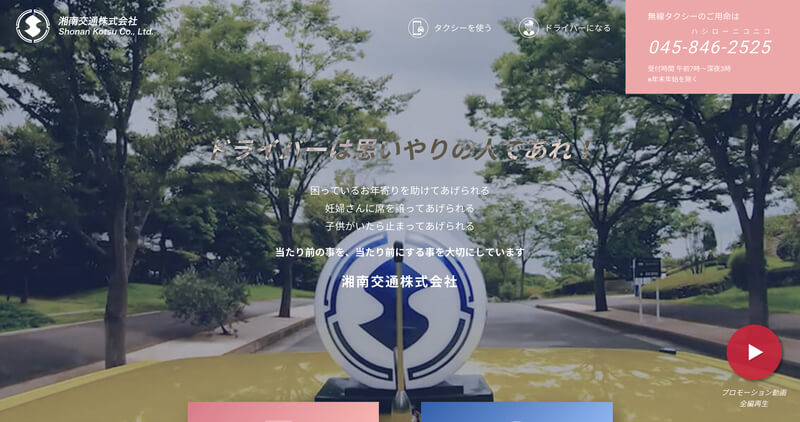 湘南交通株式会社
Shonan Kotsu Co., Ltd.
タクシーを使う
ドライバーになる
無線タクシーのご用命は
ハシローニコニコ
045-846-2525
受付時間 午前7時～深夜3時
※年末年始を除く
ドライバーは思いやりの人であれ！
困っているお年寄りを助けてあげられる
妊婦さんに席を譲ってあげられる
子供がいたら止まってあげられる
当たり前の事を、当たり前にする事を大切にしています
湘南交通株式会社
プロモーション動画
全編再生